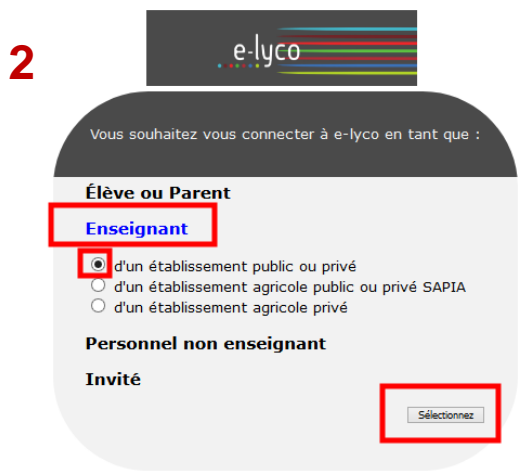 2
e-lyco
Vous souhaitez vous connecter à e-lyco en tant que :
Élève ou Parent
Enseignant
d'un établissement public ou privé
d'un établissement agricole public ou privé SAPIA
d'un établissement agricole privé
Personnel non enseignant
Invité
Sélectionnez